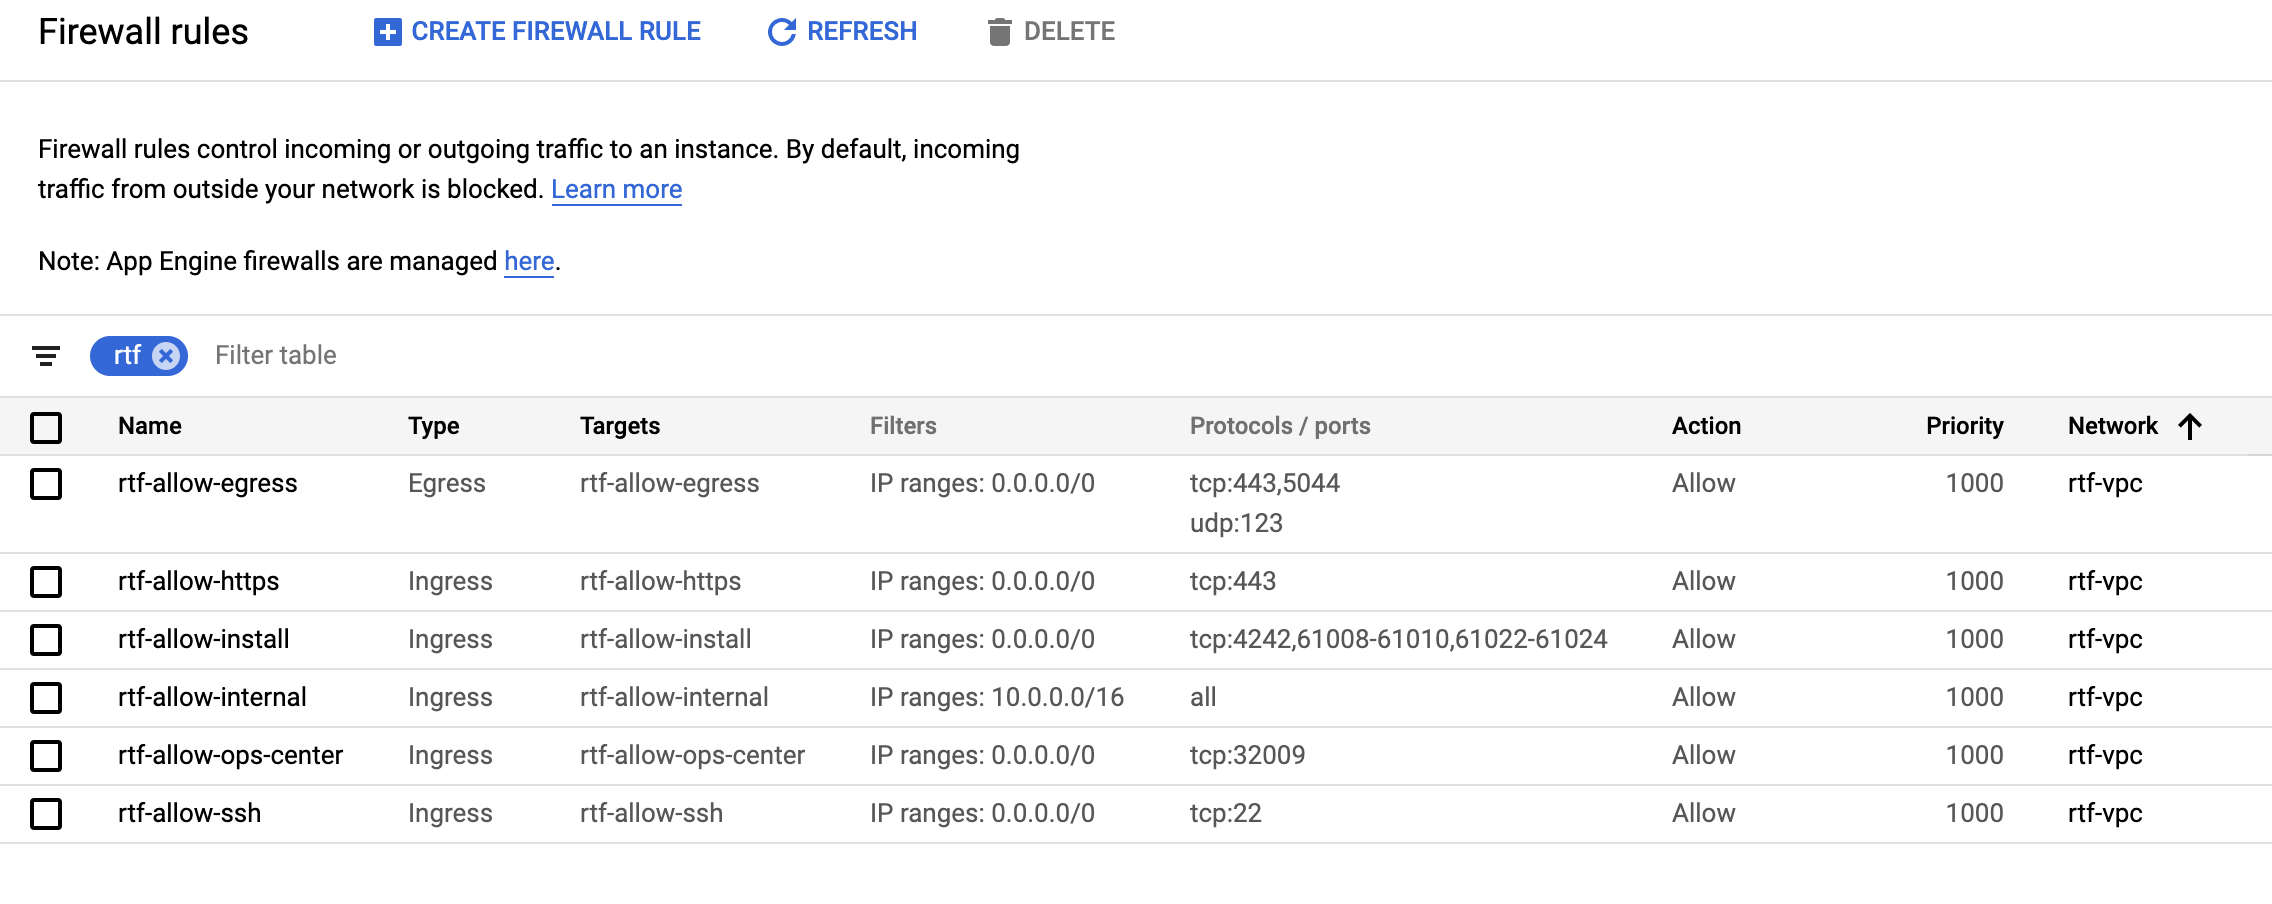 Firewall rules CREATE FIREWALL RULE REFRESH DELETE
Firewall rules control incoming or outgoing traffic to an instance. By default, incoming
traffic from outside your network is blocked. Learn more
Note: App Engine firewalls are managed here.
rtf Filter table
Name Type Targets Filters Protocols / ports Action Priority Network
rtf-allow-egress Egress rtf-allow-egress IP ranges: 0.0.0.0/0 tcp:443,5044 Allow 1000 rtf-vpc
udp:123
rtf-allow-https Ingress rtf-allow-https IP ranges: 0.0.0.0/0 tcp:443 Allow 1000 rtf-vpc
rtf-allow-install Ingress rtf-allow-install IP ranges: 0.0.0.0/0 tcp:4242,61008-61010,61022-61024 Allow 1000 rtf-vpc
rtf-allow-internal Ingress rtf-allow-internal IP ranges: 10.0.0.0/16 all Allow 1000 rtf-vpc
rtf-allow-ops-center Ingress rtf-allow-ops-center IP ranges: 0.0.0.0/0 tcp:32009 Allow 1000 rtf-vpc
rtf-allow-ssh Ingress rtf-allow-ssh IP ranges: 0.0.0.0/0 tcp:22 Allow 1000 rtf-vpc